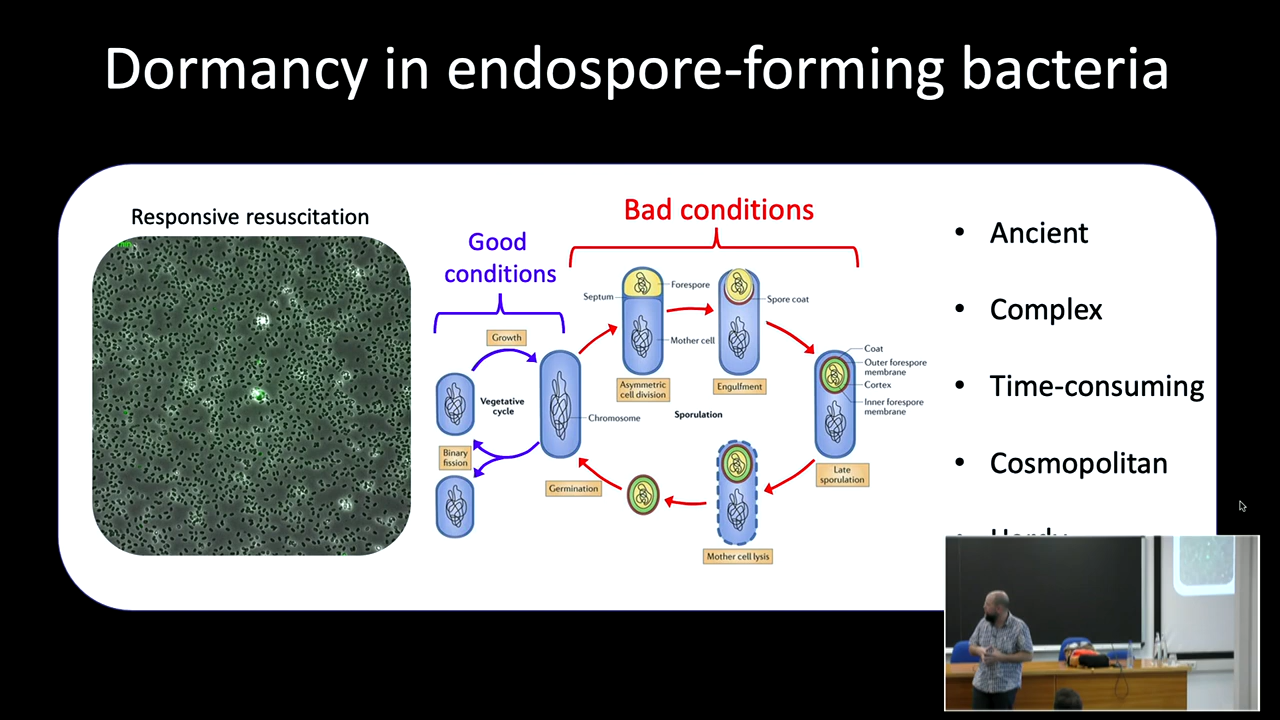 Dormancy in endospore-forming bacteria
Responsive resuscitation
Good
conditions
Bad conditions
Growth
Vegetative
cycle
Binary
fission
Chromosome
Septum
Forespore
Mother cell
Asymmetric
cell division
Spore coat
Engulfment
Sporulation
Coat
Outer forespore
membrane
Cortex
Inner forespore
membrane
Late
sporulation
Mother cell lysis
Germination
• Ancient
• Complex
• Time-consuming
• Cosmopolitan